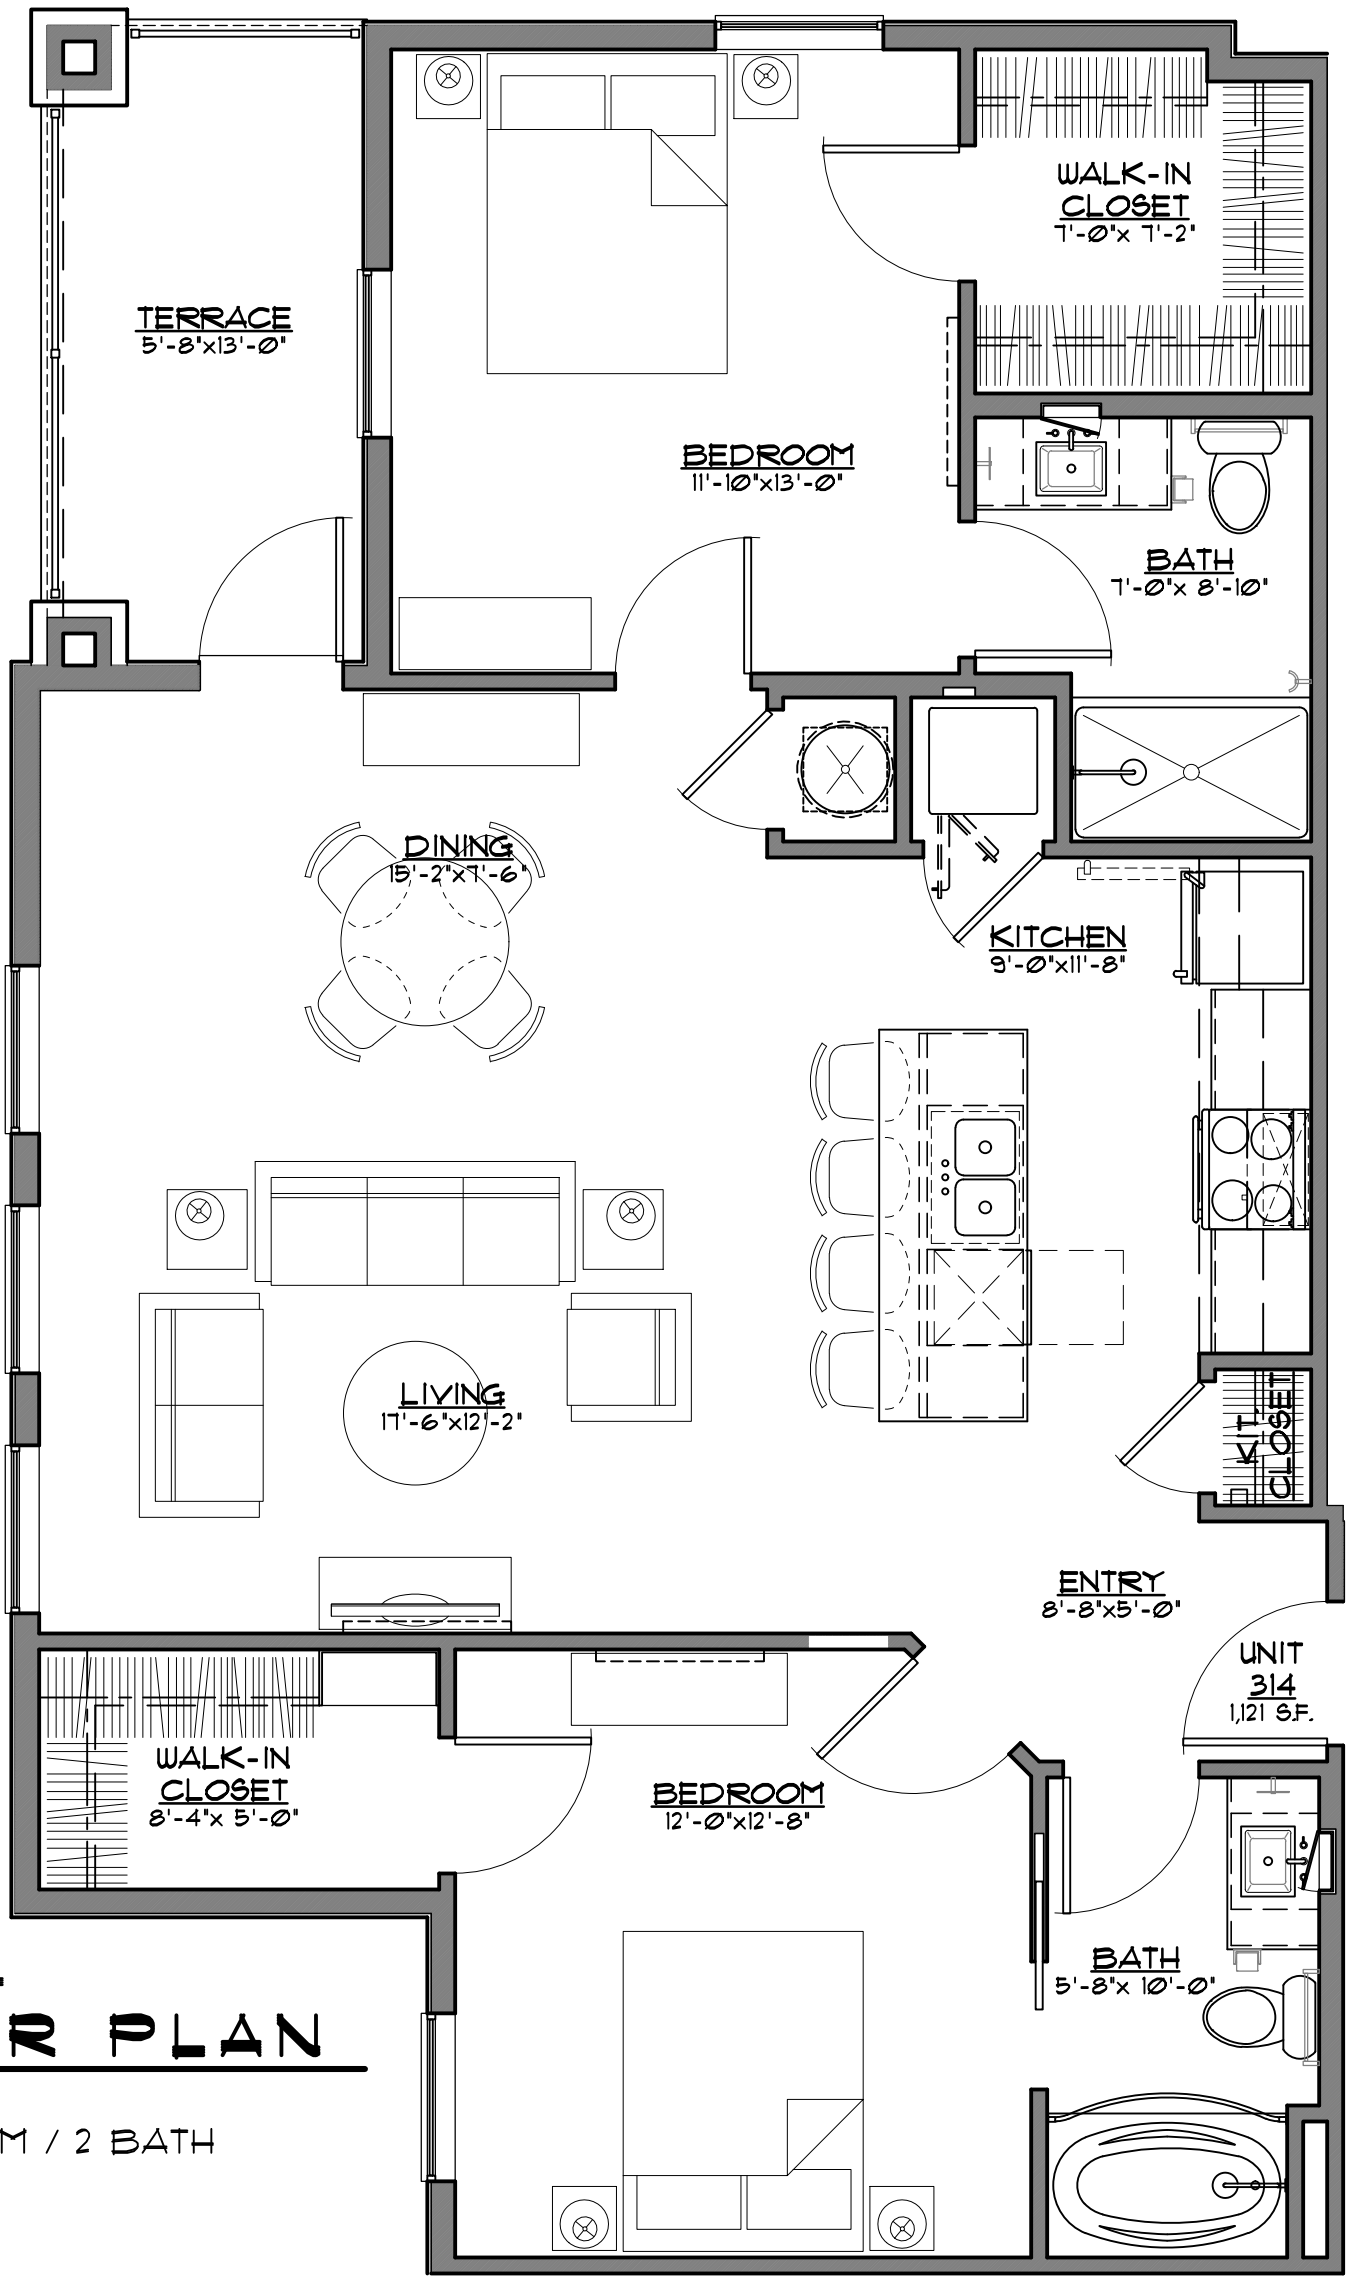 WALK-IN
CLOSET
7'-0"x 7'-2"
TERRACE
5'-8"x13'-0"
BEDROOM
11'-10"x13'-0"
BATH
7'-0"x 8'-10"
DINING
15'-2"x7'-6"
KITCHEN
9'-0"x11'-8"
LIVING
17'-6"x12'-2"
KIT.
CLOSET
ENTRY
8'-8"x5'-0"
UNIT
314
1,121 S.F.
WALK-IN
CLOSET
8'-4"x 5'-0"
BEDROOM
12'-0"x12'-8"
BATH
5'-8"x 10'-0"
R PLAN
M / 2 BATH